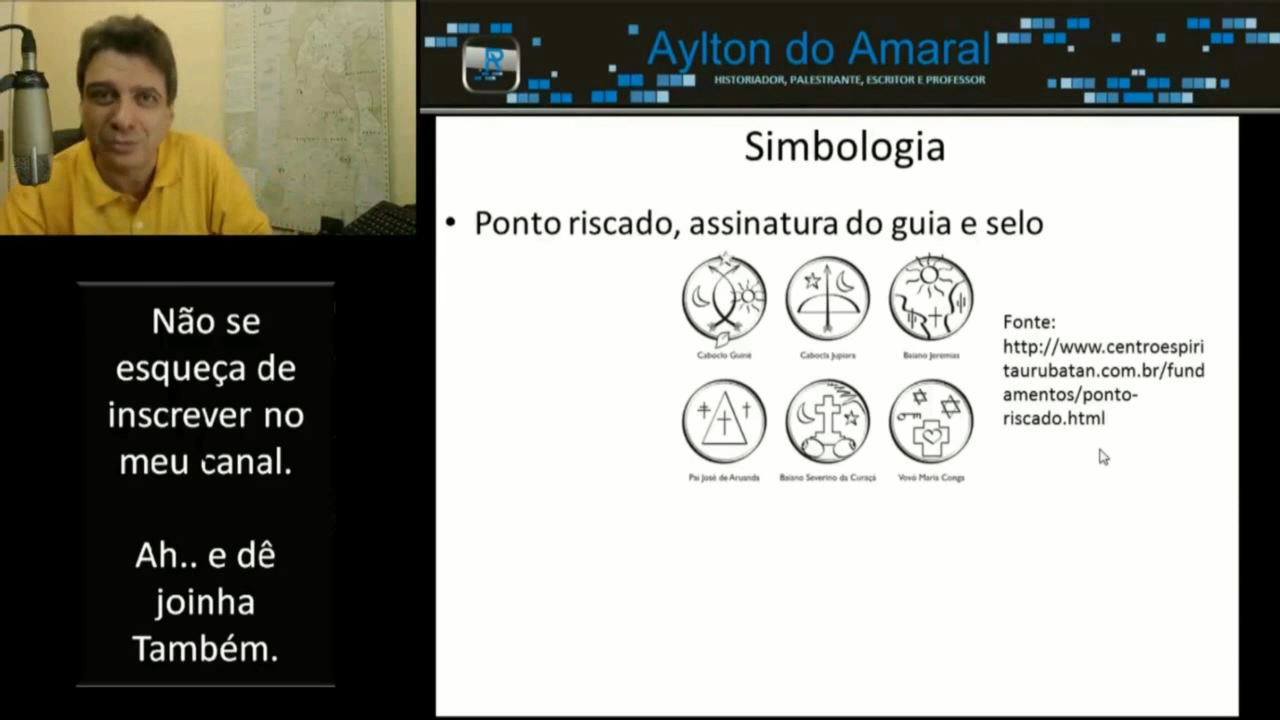 Aylton do Amaral
HISTORIADOR, PALESTRANTE, ESCRITOR E PROFESSOR
Simbologia
• Ponto riscado, assinatura do guia e selo
Caboclo Guiné
Cabocla Jupiora
Baiano Jeremias
Pai José de Aruanda
Baiano Severino da Curaçá
Vovó Maria Conga
Fonte:
http://www.centroespiri
taurubatan.com.br/fund
amentos/ponto-
riscado.html
Não se
esqueça de
inscrever no
meu canal.
Ah.. e dê
joinha
Também.